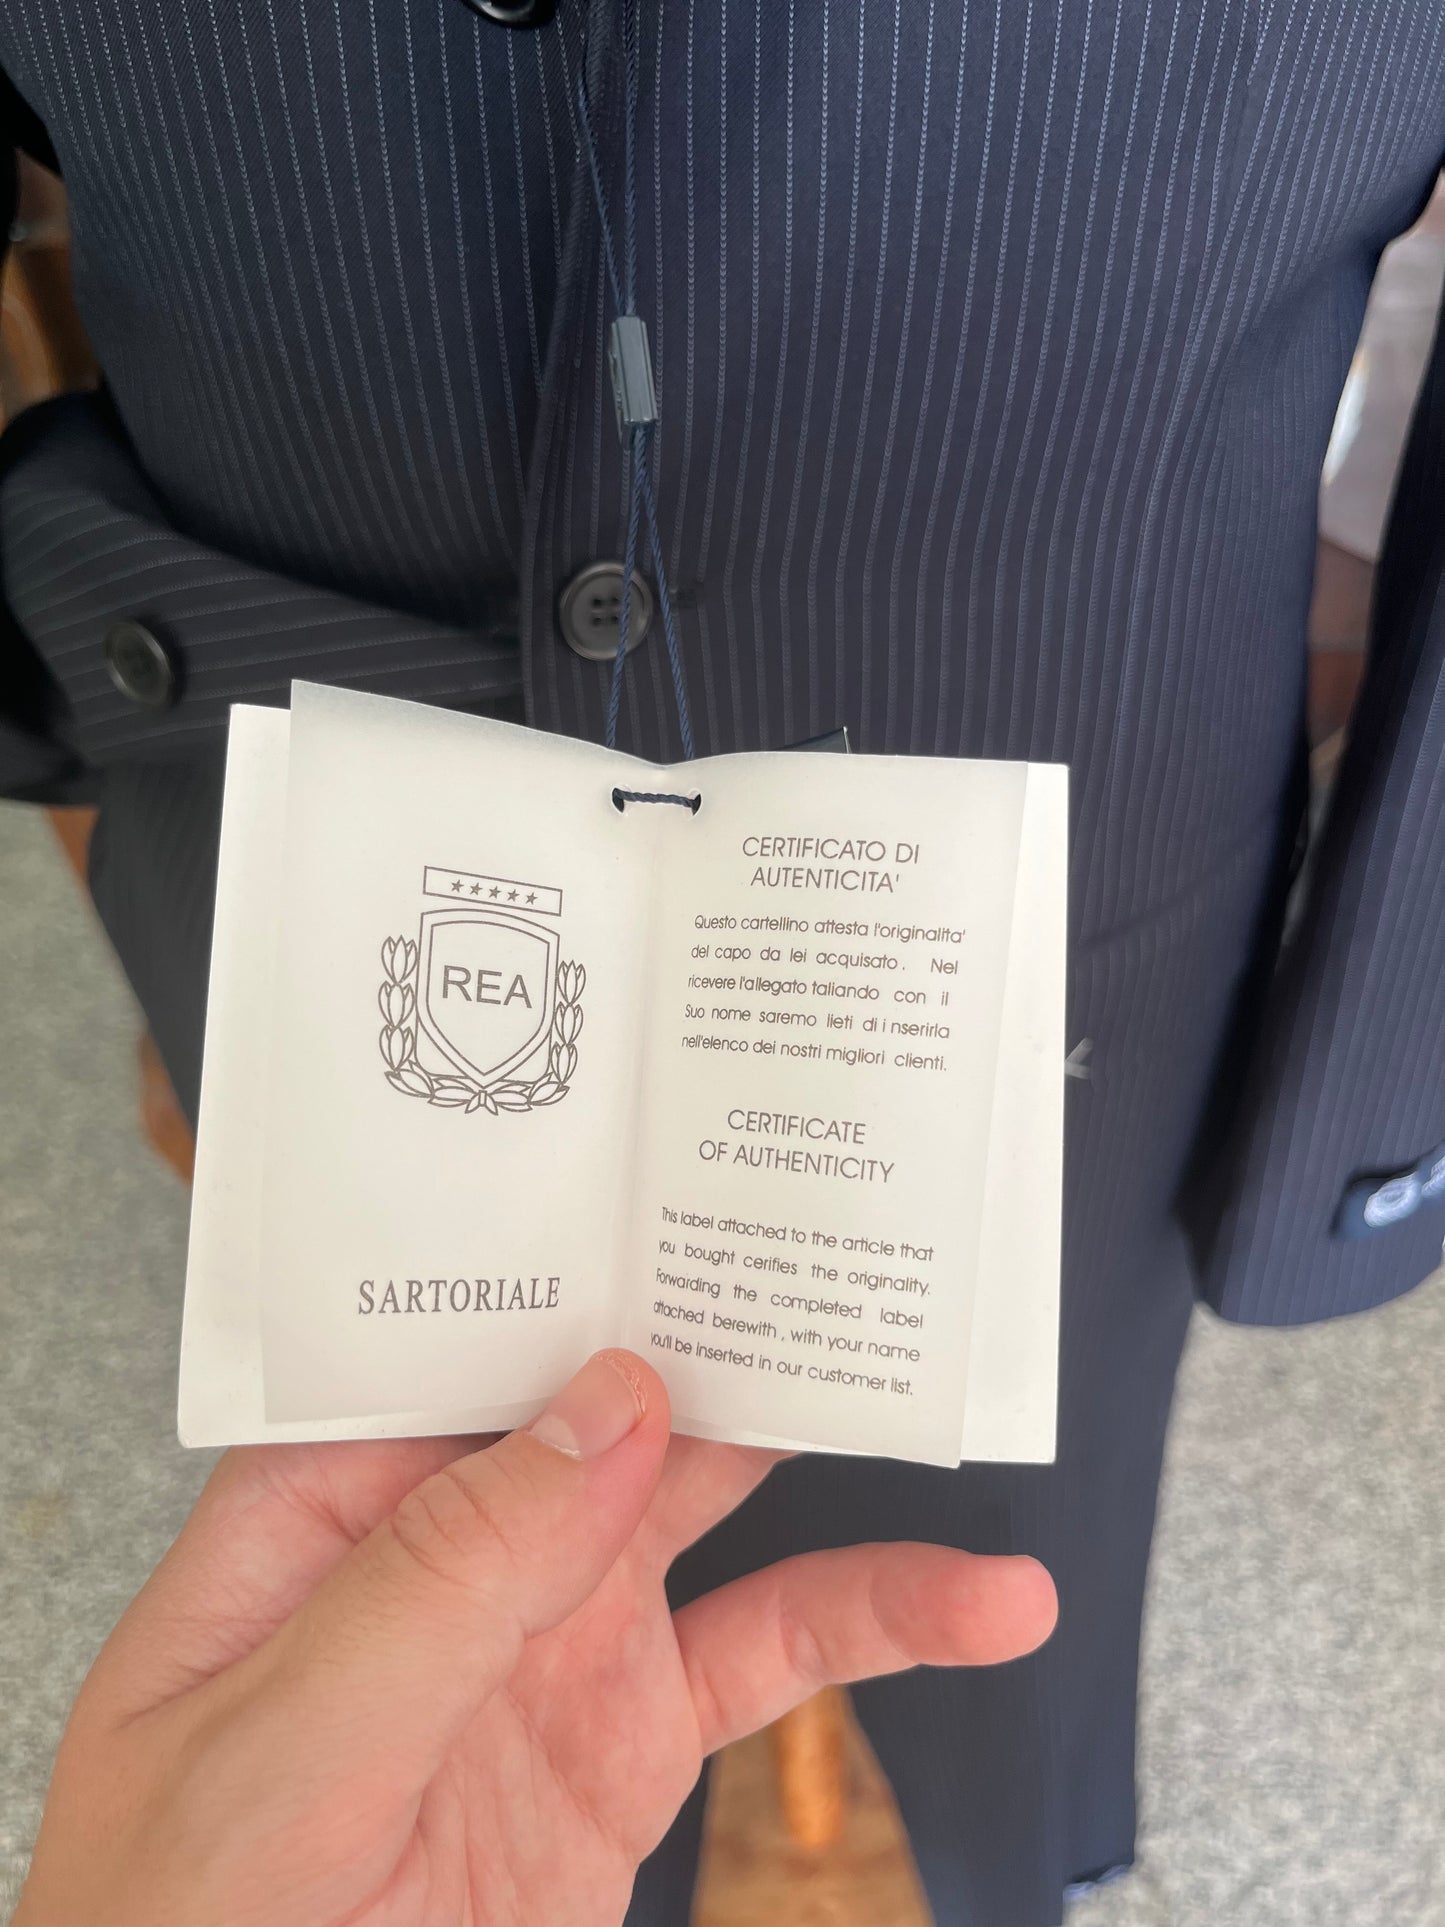 ★★★★★
REA
SARTORIALE
CERTIFICATO DI
AUTENTICITA'
Questo cartellino attesta l'originalita'
del capo da lei acquisato. Nel
ricevere l'allegato taliando con il
Suo nome saremo lieti di i nserirla
nell'elenco dei nostri migliori clienti.
CERTIFICATE
OF AUTHENTICITY
This label attached to the article that
you bought cerifies the originality.
Forwarding the completed label
attached berewith, with your name
you'll be inserted in our customer list.